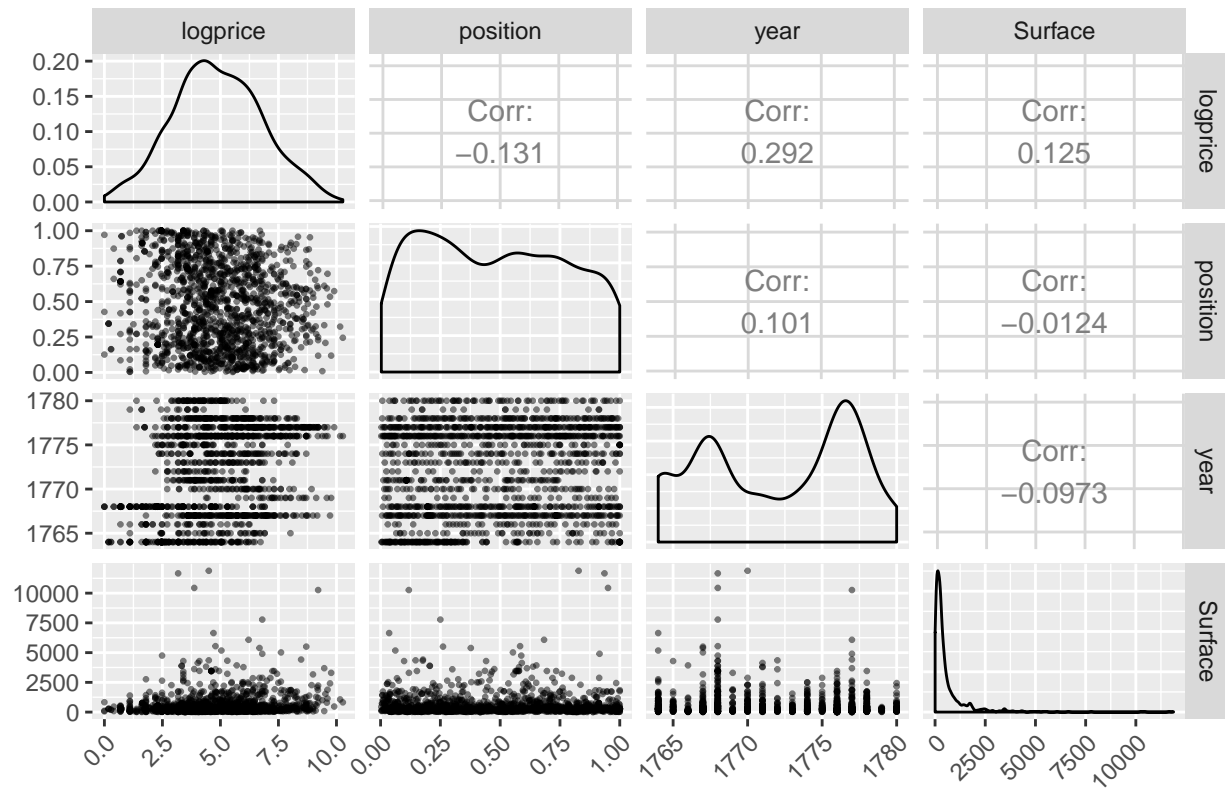 logprice position year Surface
0.20
0.15
0.10
0.05
0.00
Corr:
−0.131
Corr:
0.292
Corr:
0.125
logprice
1.00
0.75
0.50
0.25
0.00
Corr:
0.101
Corr:
−0.0124
position
1780
1775
1770
1765
Corr:
−0.0973
year
10000
7500
5000
2500
0
Surface
0.0 2.5 5.0 7.5 10.0 0.00 0.25 0.50 0.75 1.00 1765 1770 1775 1780 0 2500 5000 7500 10000